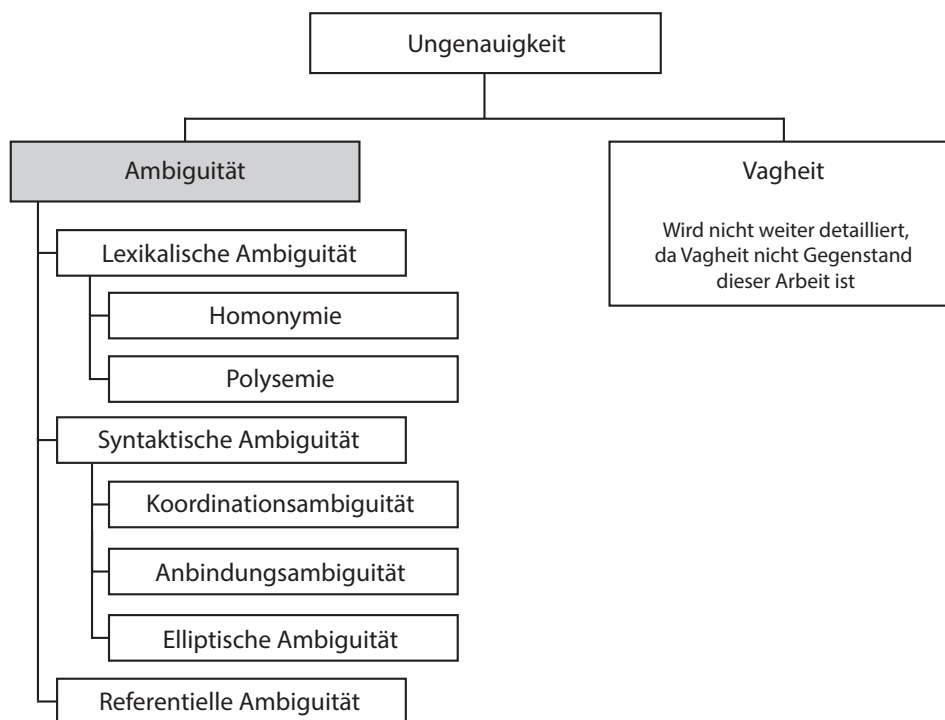 Ungenauigkeit
Ambiguität
Vagheit
Wird nicht weiter detailliert,
da Vagheit nicht Gegenstand
dieser Arbeit ist
Lexikalische Ambiguität
Homonymie
Polysemie
Syntaktische Ambiguität
Koordinationsambiguität
Anbindungsambiguität
Elliptische Ambiguität
Referentielle Ambiguität